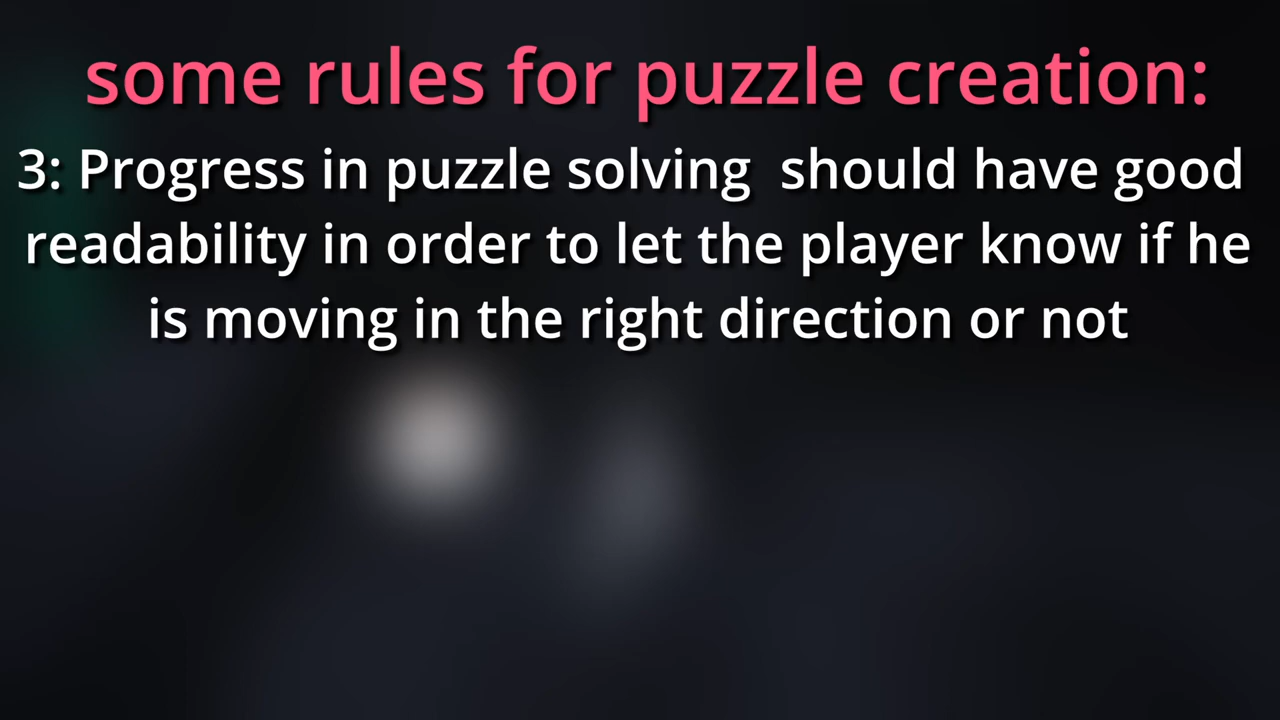 some rules for puzzle creation:
3: Progress in puzzle solving  should have good
readability in order to let the player know if he
is moving in the right direction or not